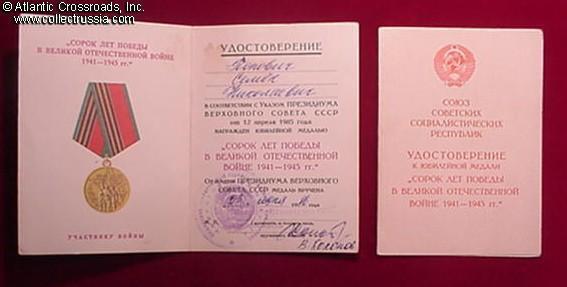 © Atlantic Crossroads, Inc.
www.collectrussia.com
„СОРОК ЛЕТ ПОБЕДЫ
В ВЕЛИКОЙ ОТЕЧЕСТВЕННОЙ ВОЙНЕ
1941—1945 гг."
УЧАСТНИКУ ВОЙНЫ
УДОСТОВЕРЕНИЕ
Николаевич
В СООТВЕТСТВИИ С УКАЗОМ ПРЕЗИДИУМА
ВЕРХОВНОГО СОВЕТА СССР
от 12 апреля 1985 года
НАГРАЖДЕН ЮБИЛЕЙНОЙ МЕДАЛЬЮ
„СОРОК ЛЕТ ПОБЕДЫ
В ВЕЛИКОЙ ОТЕЧЕСТВЕННОЙ
ВОЙНЕ 1941—1945 гг."
От имени ПРЕЗИДИУМА ВЕРХОВНОГО
СОВЕТА СССР МЕДАЛЬ ВРУЧЕНА
года
СОЮЗ
СОВЕТСКИХ
СОЦИАЛИСТИЧЕСКИХ
РЕСПУБЛИК
УДОСТОВЕРЕНИЕ
К ЮБИЛЕЙНОЙ МЕДАЛИ
„СОРОК ЛЕТ ПОБЕДЫ
В ВЕЛИКОЙ ОТЕЧЕСТВЕННОЙ
ВОЙНЕ 1941—1945 гг."